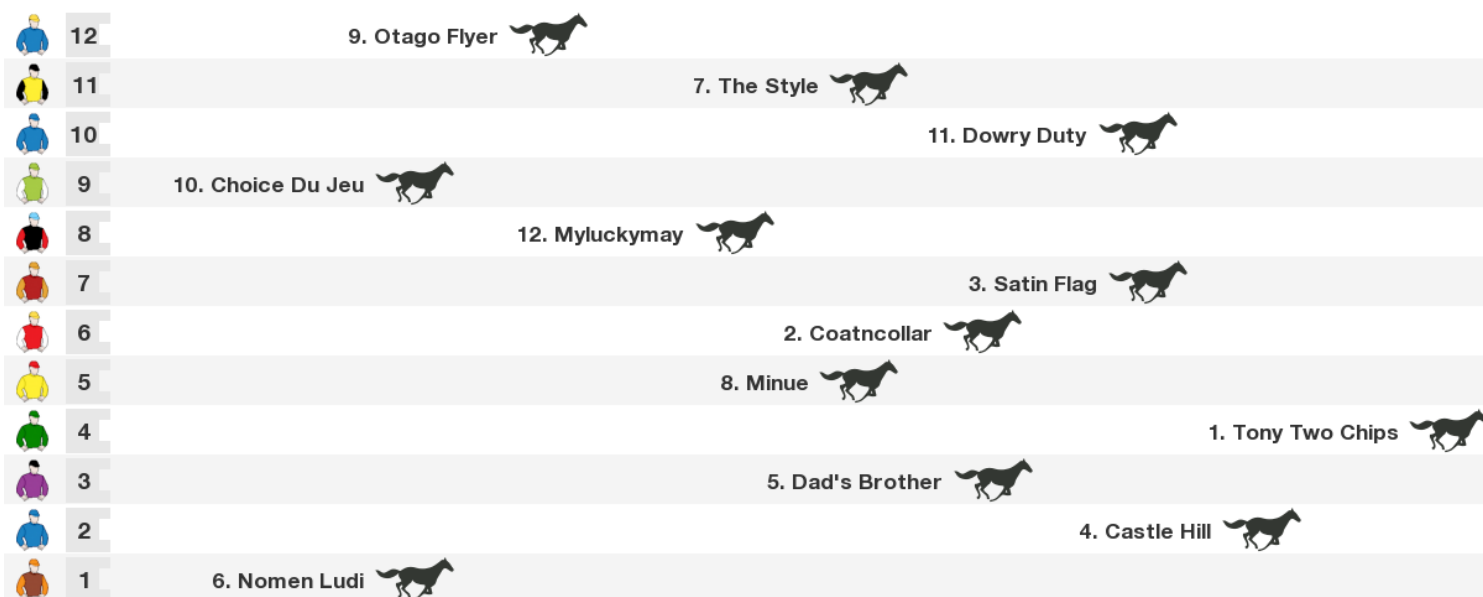 12 9. Otago Flyer
11 7. The Style
10 11. Dowry Duty
9 10. Choice Du Jeu
8 12. Myluckymay
7 3. Satin Flag
6 2. Coatncollar
5 8. Minue
4 1. Tony Two Chips
3 5. Dad's Brother
2 4. Castle Hill
1 6. Nomen Ludi